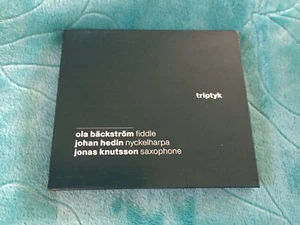 triptyk
ola bäckström fiddle
johan hedin nyckelharpa
jonas knutsson saxophone